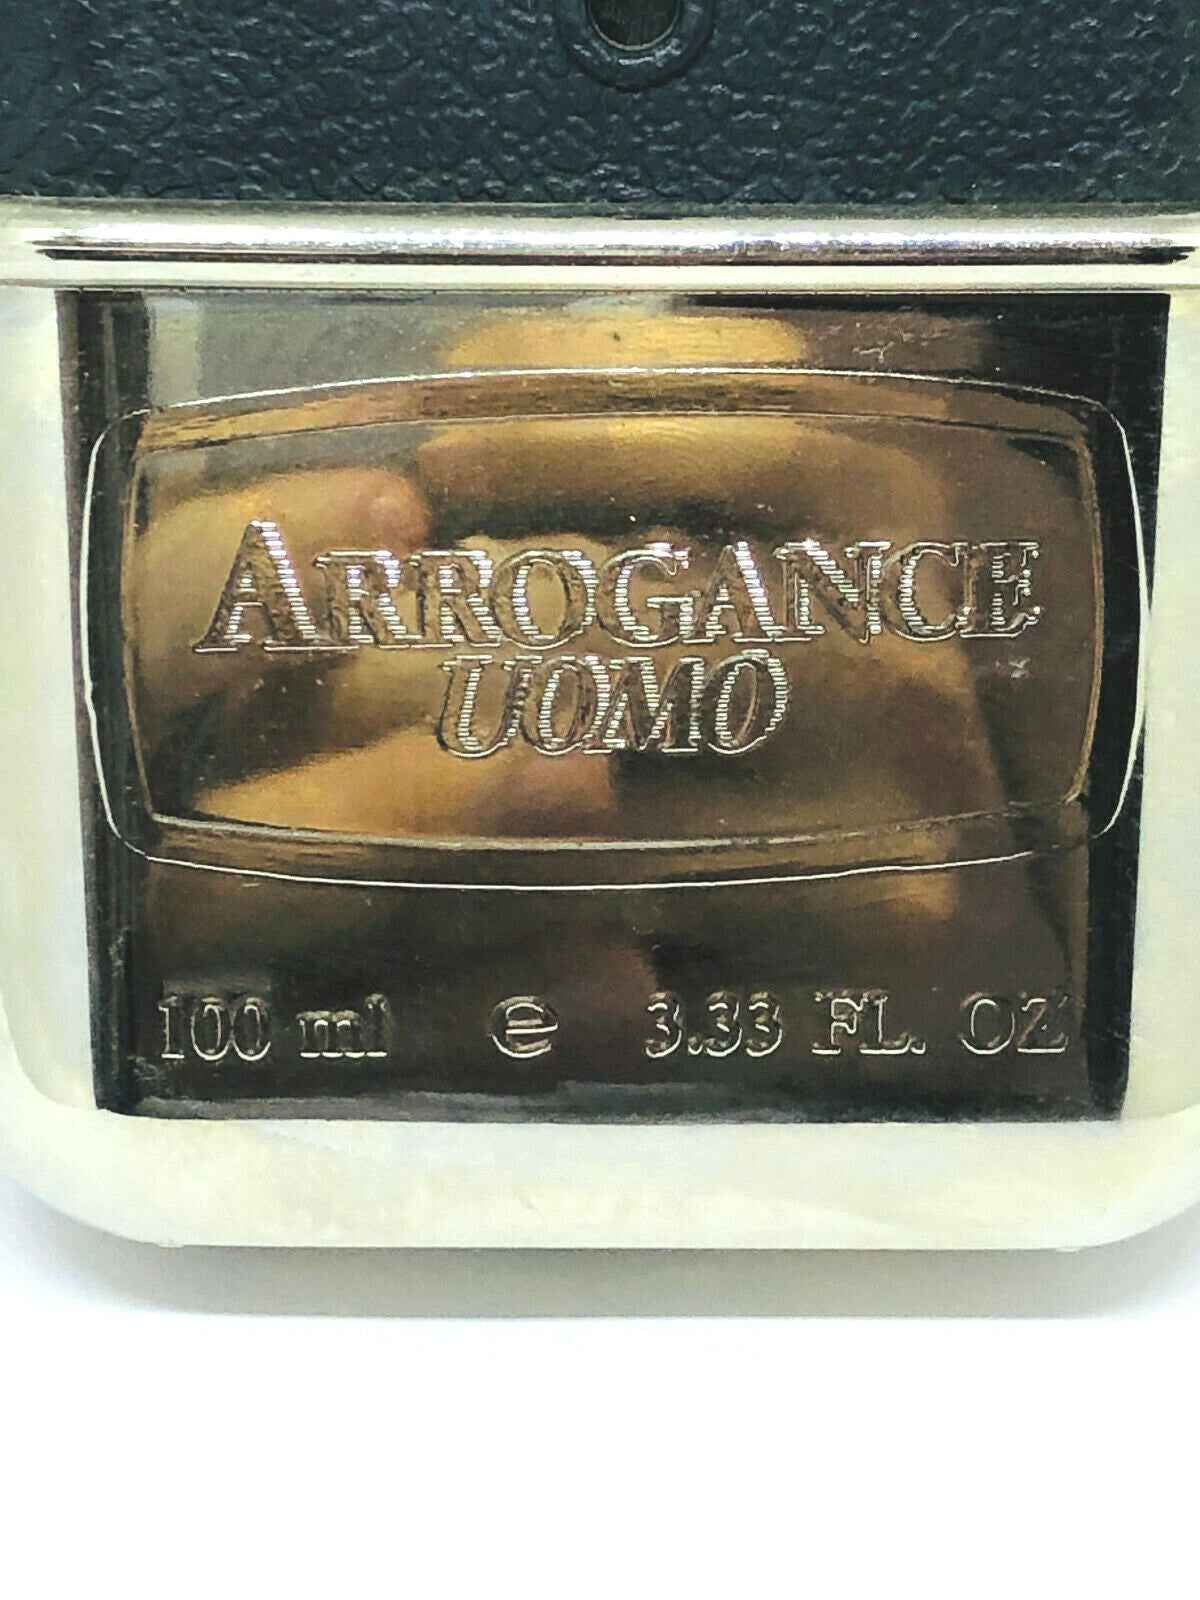 ARROGANCE
UOMO
100 ml e 3.33 FL. OZ